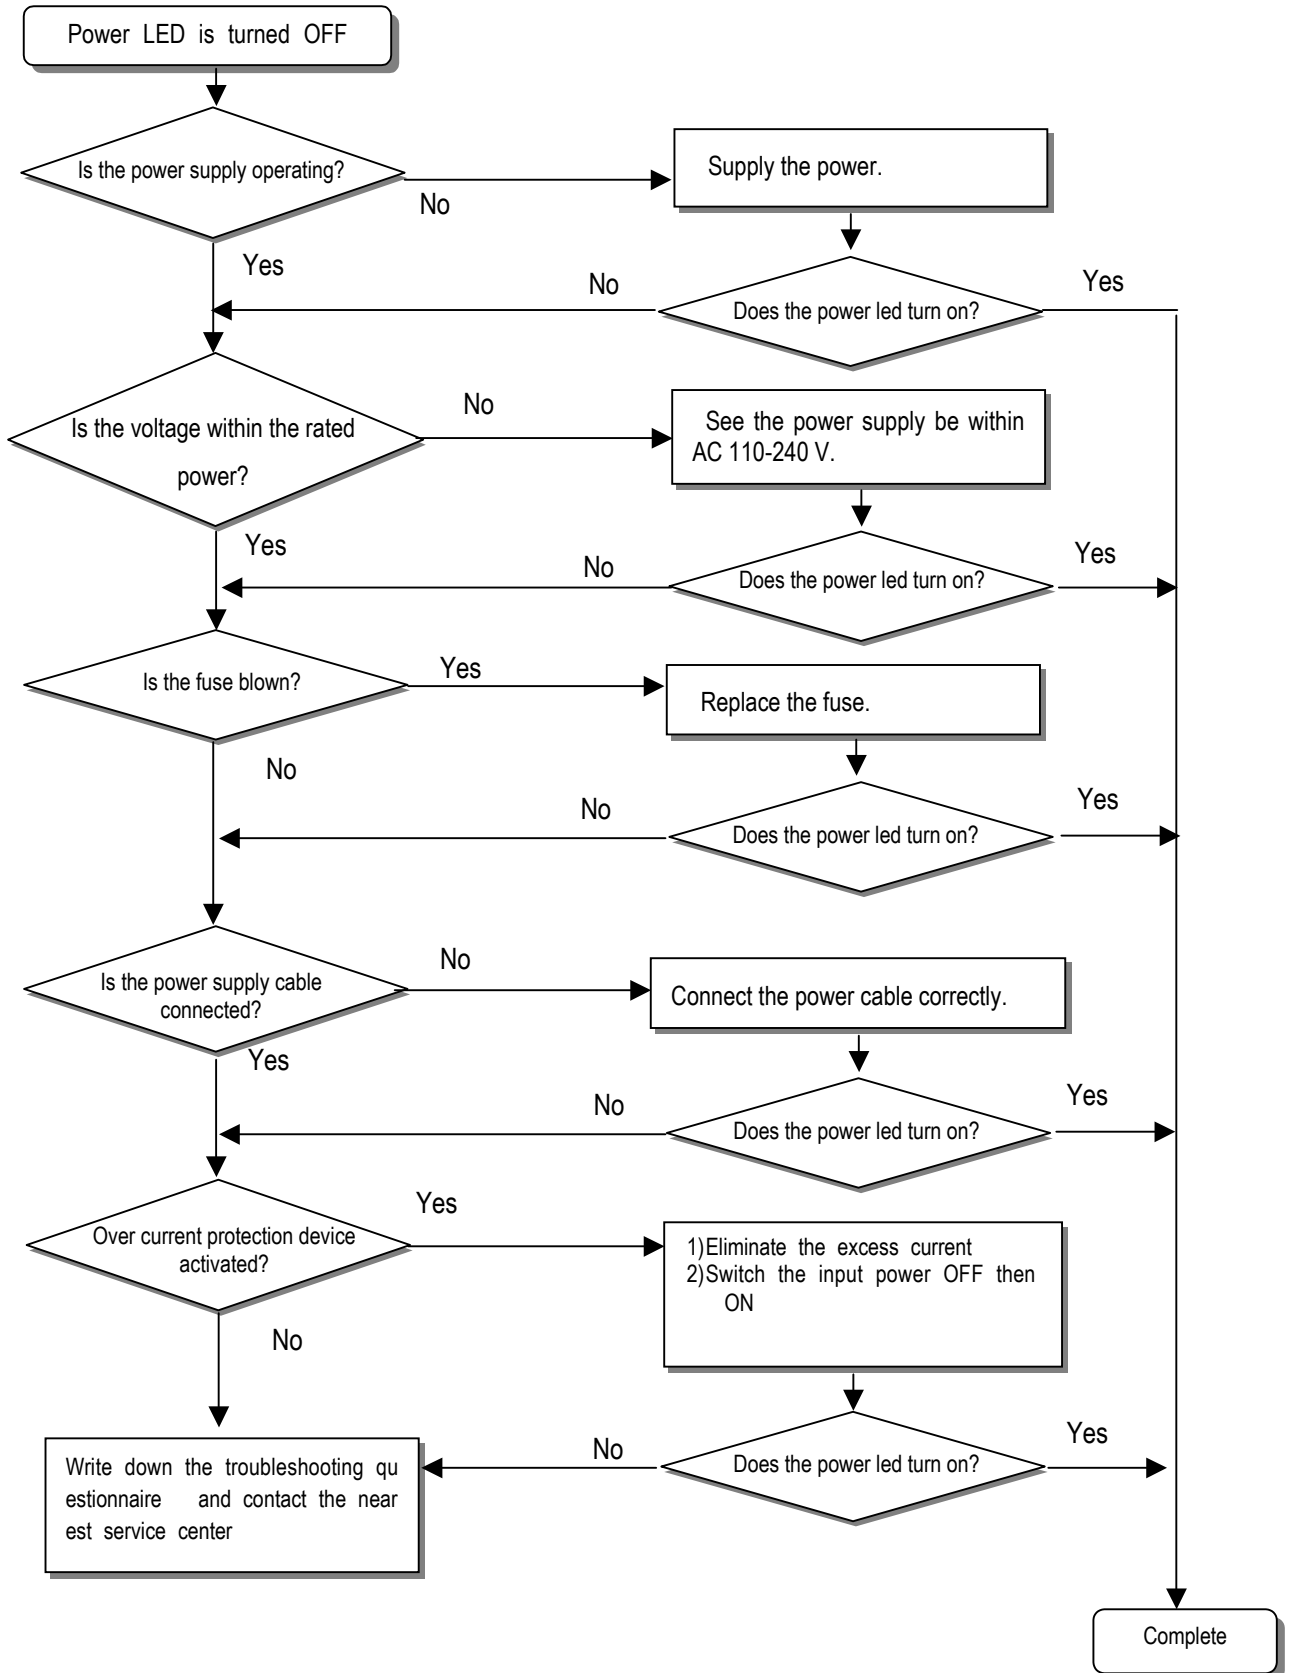 Power LED is turned OFF
Is the power supply operating?
No
Supply the power.
Yes
No
Does the power led turn on?
Yes
Is the voltage within the rated
power?
No
See the power supply be within
AC 110-240 V.
Yes
No
Does the power led turn on?
Yes
Is the fuse blown?
Yes
Replace the fuse.
No
No
Does the power led turn on?
Yes
Is the power supply cable
connected?
No
Connect the power cable correctly.
Yes
No
Does the power led turn on?
Yes
Over current protection device
activated?
Yes
1)Eliminate the excess current
2)Switch the input power OFF then
ON
No
No
Does the power led turn on?
Yes
Write down the troubleshooting qu
estionnaire and contact the near
est service center
Complete